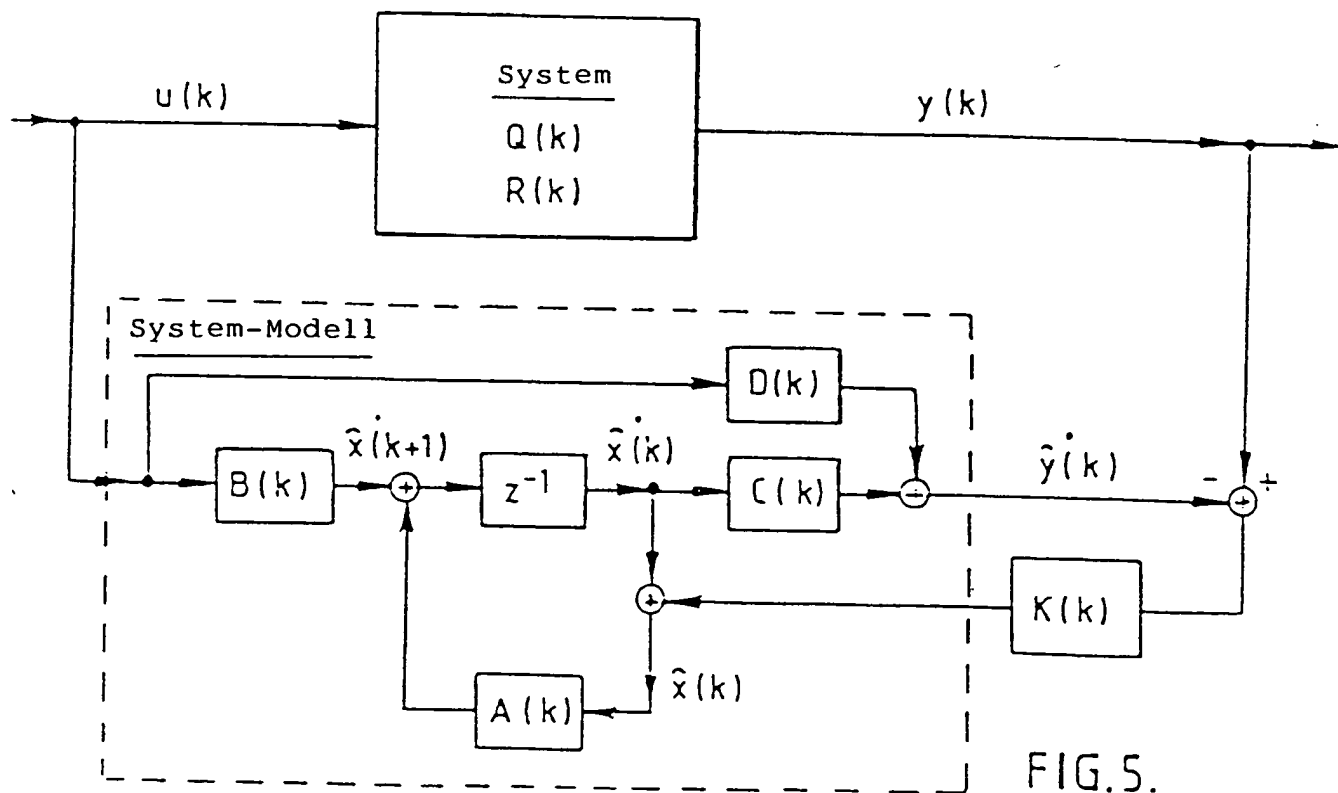 System
u(k)
y(k)
Q(k)
R(k)
System-Modell
D(k)
x̂̇(k+1)
x̂̇(k)
ŷ̇(k)
B(k)
+
z⁻¹
C(k)
+
-
+
÷
+
K(k)
A(k)
x̂(k)
FIG.5.